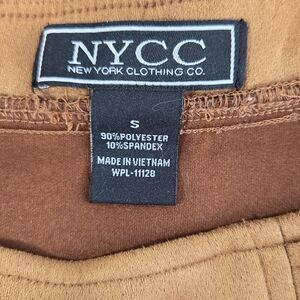 NYCC
NEW YORK CLOTHING CO.
S
90%POLYESTER
10%SPANDEX
MADE IN VIETNAM
WPL-11128